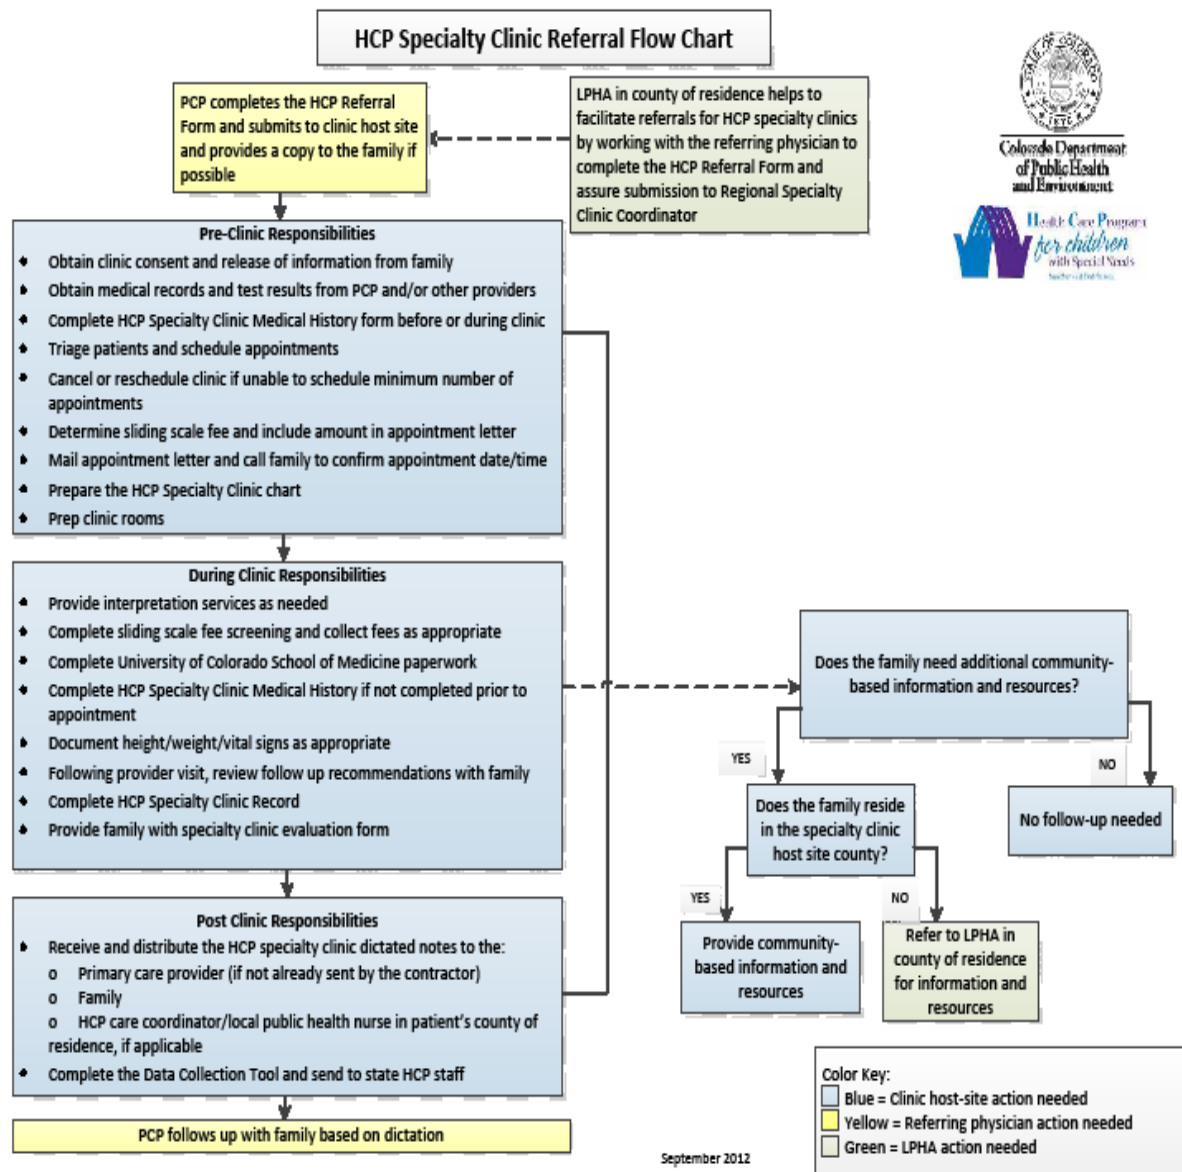 HCP Specialty Clinic Referral Flow Chart
PCP completes the HCP Referral
Form and submits to clinic host site
and provides a copy to the family if
possible
LPHA in county of residence helps to
facilitate referrals for HCP specialty clinics
by working with the referring physician to
complete the HCP Referral Form and
assure submission to Regional Specialty
Clinic Coordinator
STATE OF COLORADO
1876
Colorado Department
of Public Health
and Environment
Health Care Program
for children
with Special Needs
Pre-Clinic Responsibilities
♦ Obtain clinic consent and release of information from family
♦ Obtain medical records and test results from PCP and/or other providers
♦ Complete HCP Specialty Clinic Medical History form before or during clinic
♦ Triage patients and schedule appointments
♦ Cancel or reschedule clinic if unable to schedule minimum number of
appointments
♦ Determine sliding scale fee and include amount in appointment letter
♦ Mail appointment letter and call family to confirm appointment date/time
♦ Prepare the HCP Specialty Clinic chart
♦ Prep clinic rooms
During Clinic Responsibilities
♦ Provide interpretation services as needed
♦ Complete sliding scale fee screening and collect fees as appropriate
♦ Complete University of Colorado School of Medicine paperwork
♦ Complete HCP Specialty Clinic Medical History if not completed prior to
appointment
♦ Document height/weight/vital signs as appropriate
♦ Following provider visit, review follow up recommendations with family
♦ Complete HCP Specialty Clinic Record
♦ Provide family with specialty clinic evaluation form
Does the family need additional community-
based information and resources?
YES
NO
Does the family reside
in the specialty clinic
host site county?
No follow-up needed
YES
NO
Provide community-
based information and
resources
Refer to LPHA in
county of residence
for information and
resources
Post Clinic Responsibilities
♦ Receive and distribute the HCP specialty clinic dictated notes to the:
o Primary care provider (if not already sent by the contractor)
o Family
o HCP care coordinator/local public health nurse in patient's county of
residence, if applicable
♦ Complete the Data Collection Tool and send to state HCP staff
PCP follows up with family based on dictation
Color Key:
Blue = Clinic host-site action needed
Yellow = Referring physician action needed
Green = LPHA action needed
September 2012